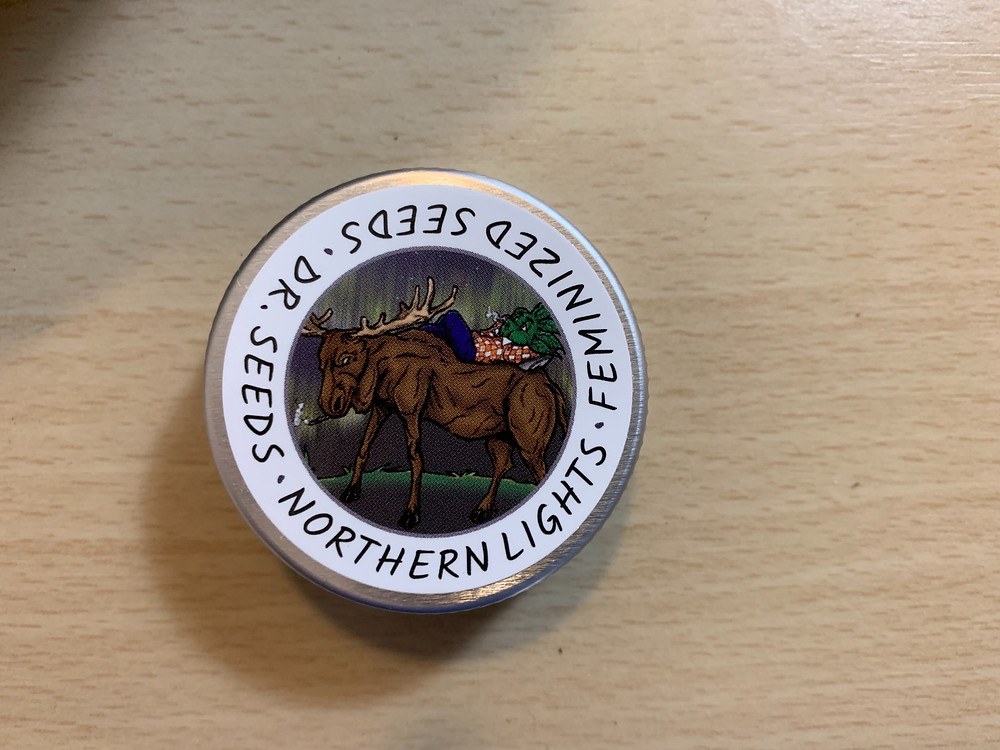 DR. SEEDS · NORTHERN LIGHTS · FEMINIZED SEEDS ·